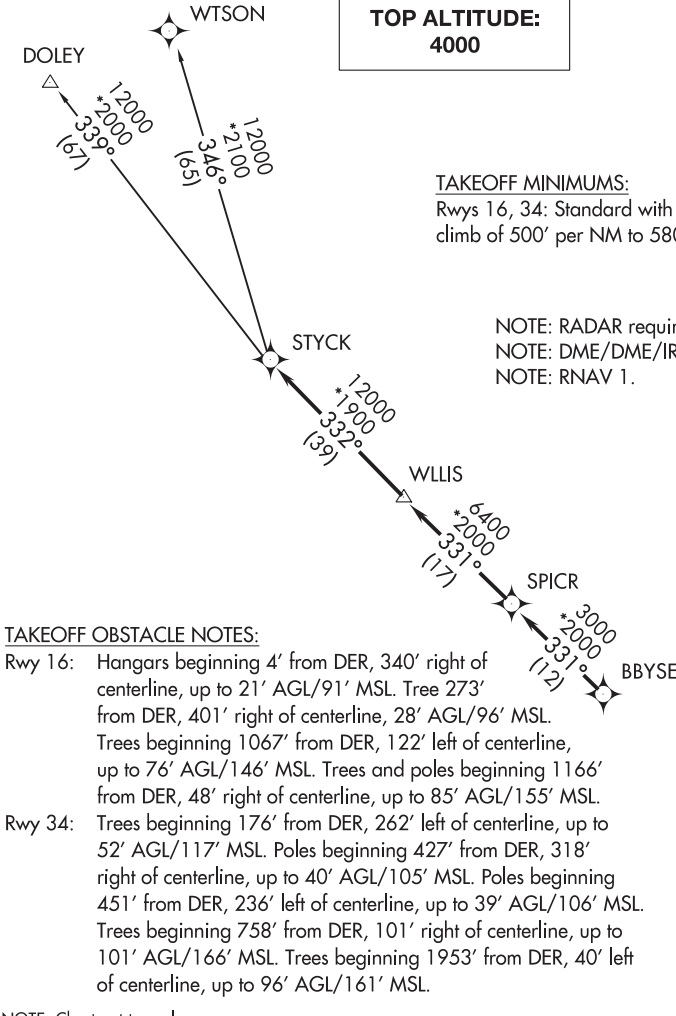 WTSON
TOP ALTITUDE:
4000
DOLEY
12000
*2000
339°
(67)
12000
*2100
346°
(65)
TAKEOFF MINIMUMS:
Rwys 16, 34: Standard with
climb of 500' per NM to 580
NOTE: RADAR requir
NOTE: DME/DME/IR
NOTE: RNAV 1.
STYCK
12000
*1900
332°
(39)
WLLIS
6400
*2000
331°
(17)
SPICR
3000
*2000
331°
(12)
BBYSE
TAKEOFF OBSTACLE NOTES:
Rwy 16: Hangars beginning 4' from DER, 340' right of
centerline, up to 21' AGL/91' MSL. Tree 273'
from DER, 401' right of centerline, 28' AGL/96' MSL.
Trees beginning 1067' from DER, 122' left of centerline,
up to 76' AGL/146' MSL. Trees and poles beginning 1166'
from DER, 48' right of centerline, up to 85' AGL/155' MSL.
Rwy 34: Trees beginning 176' from DER, 262' left of centerline, up to
52' AGL/117' MSL. Poles beginning 427' from DER, 318'
right of centerline, up to 40' AGL/105' MSL. Poles beginning
451' from DER, 236' left of centerline, up to 39' AGL/106' MSL.
Trees beginning 758' from DER, 101' right of centerline, up to
101' AGL/166' MSL. Trees beginning 1953' from DER, 40' left
of centerline, up to 96' AGL/161' MSL.